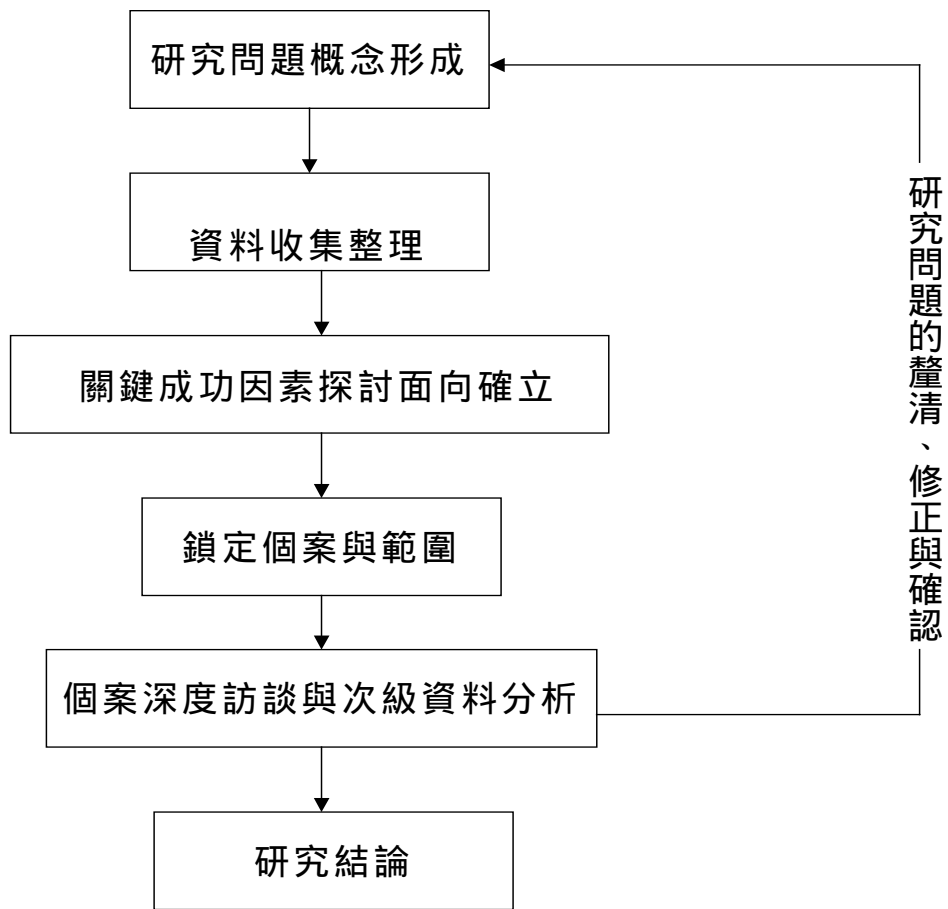 研究問題概念形成
資料收集整理
關鍵成功因素探討面向確立
鎖定個案與範圍
個案深度訪談與次級資料分析
研究結論
研究問題的釐清、修正與確認